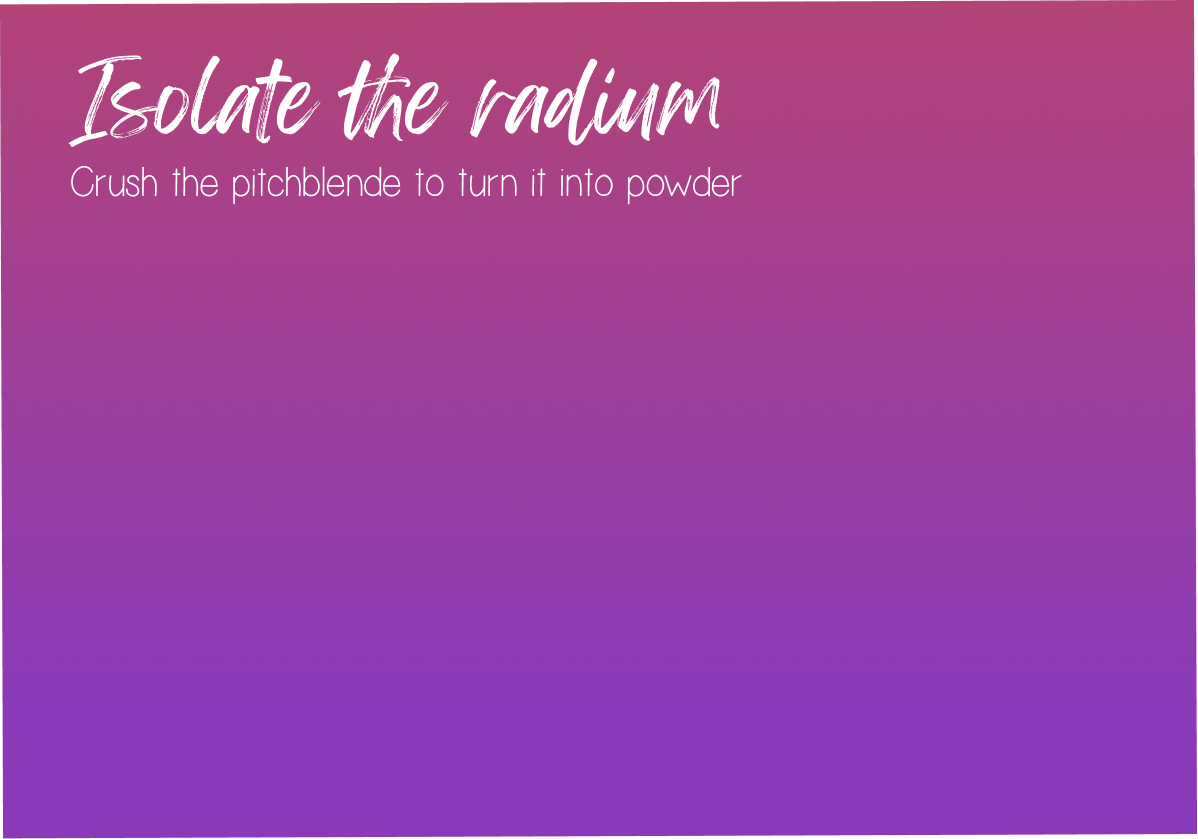 Isolate the radium
Crush the pitchblende to turn it into powder